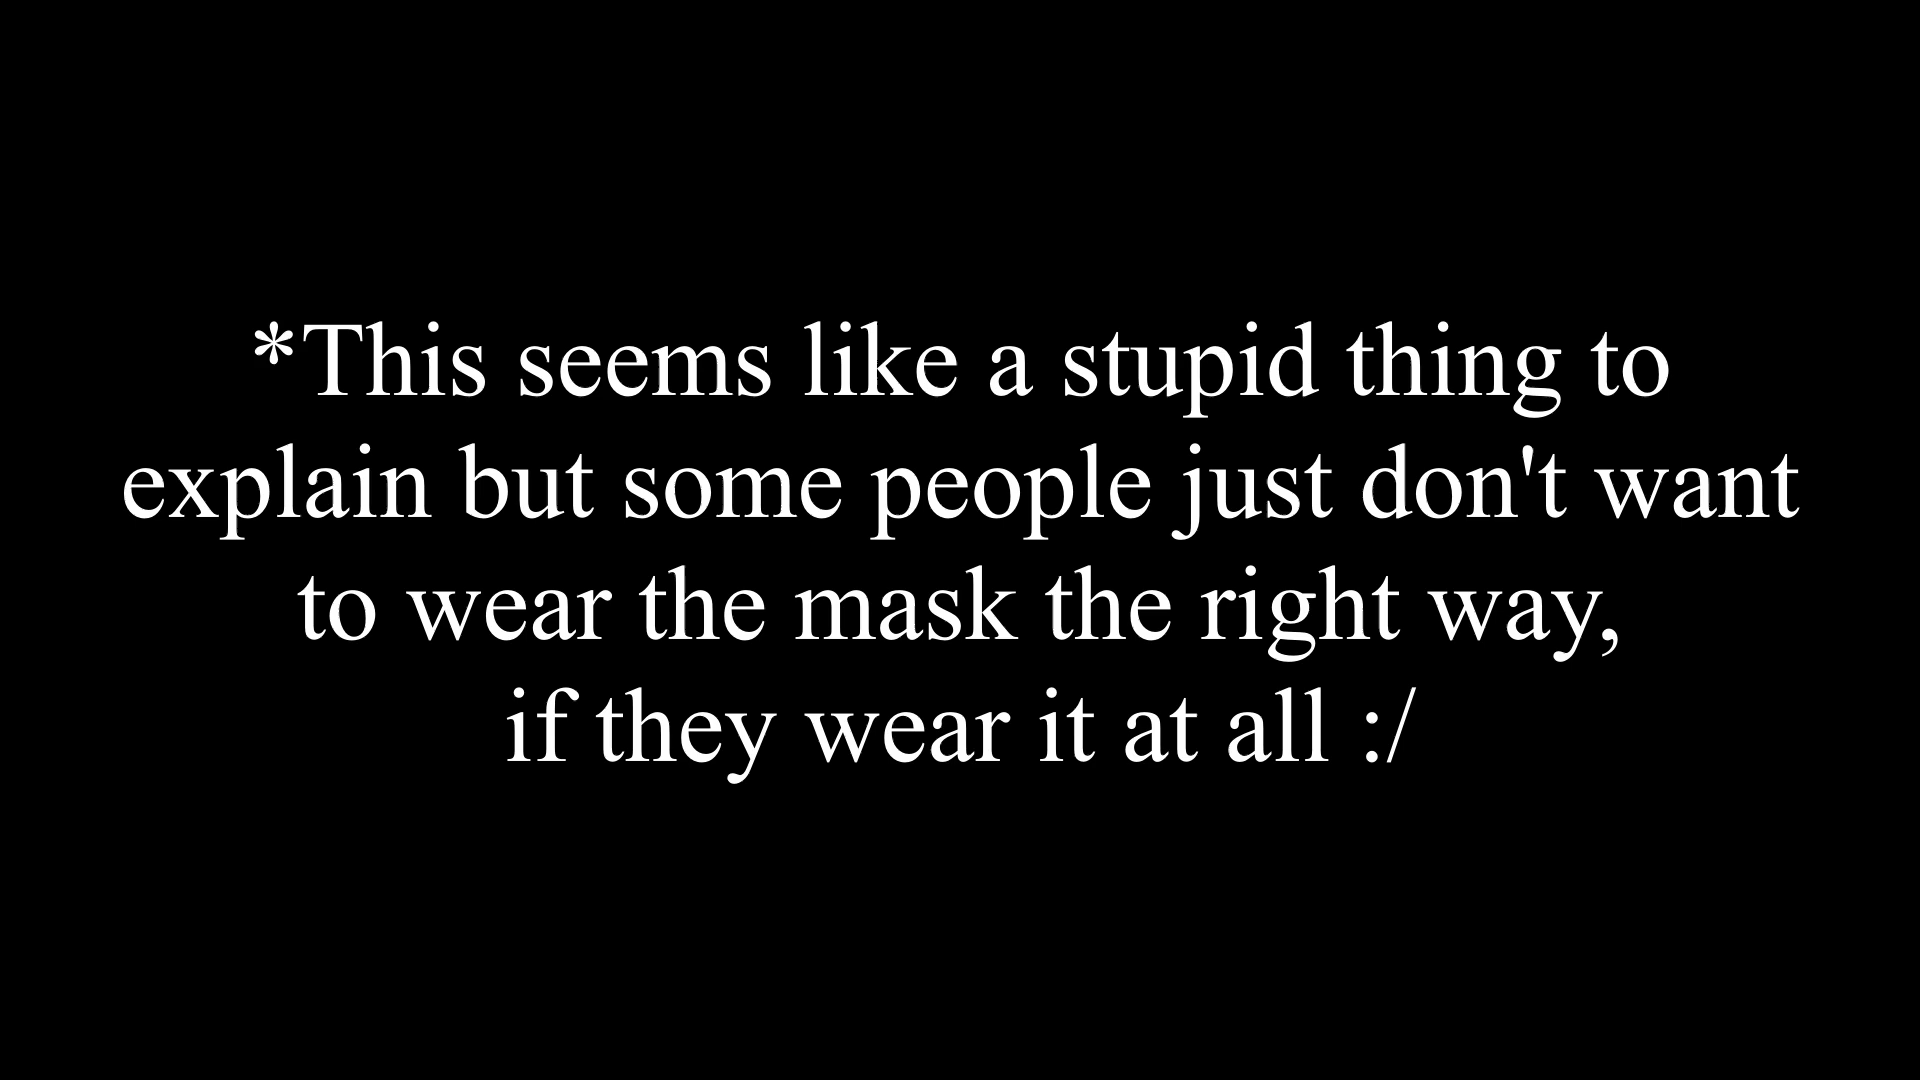 *This seems like a stupid thing to
explain but some people just don't want
to wear the mask the right way,
if they wear it at all :/